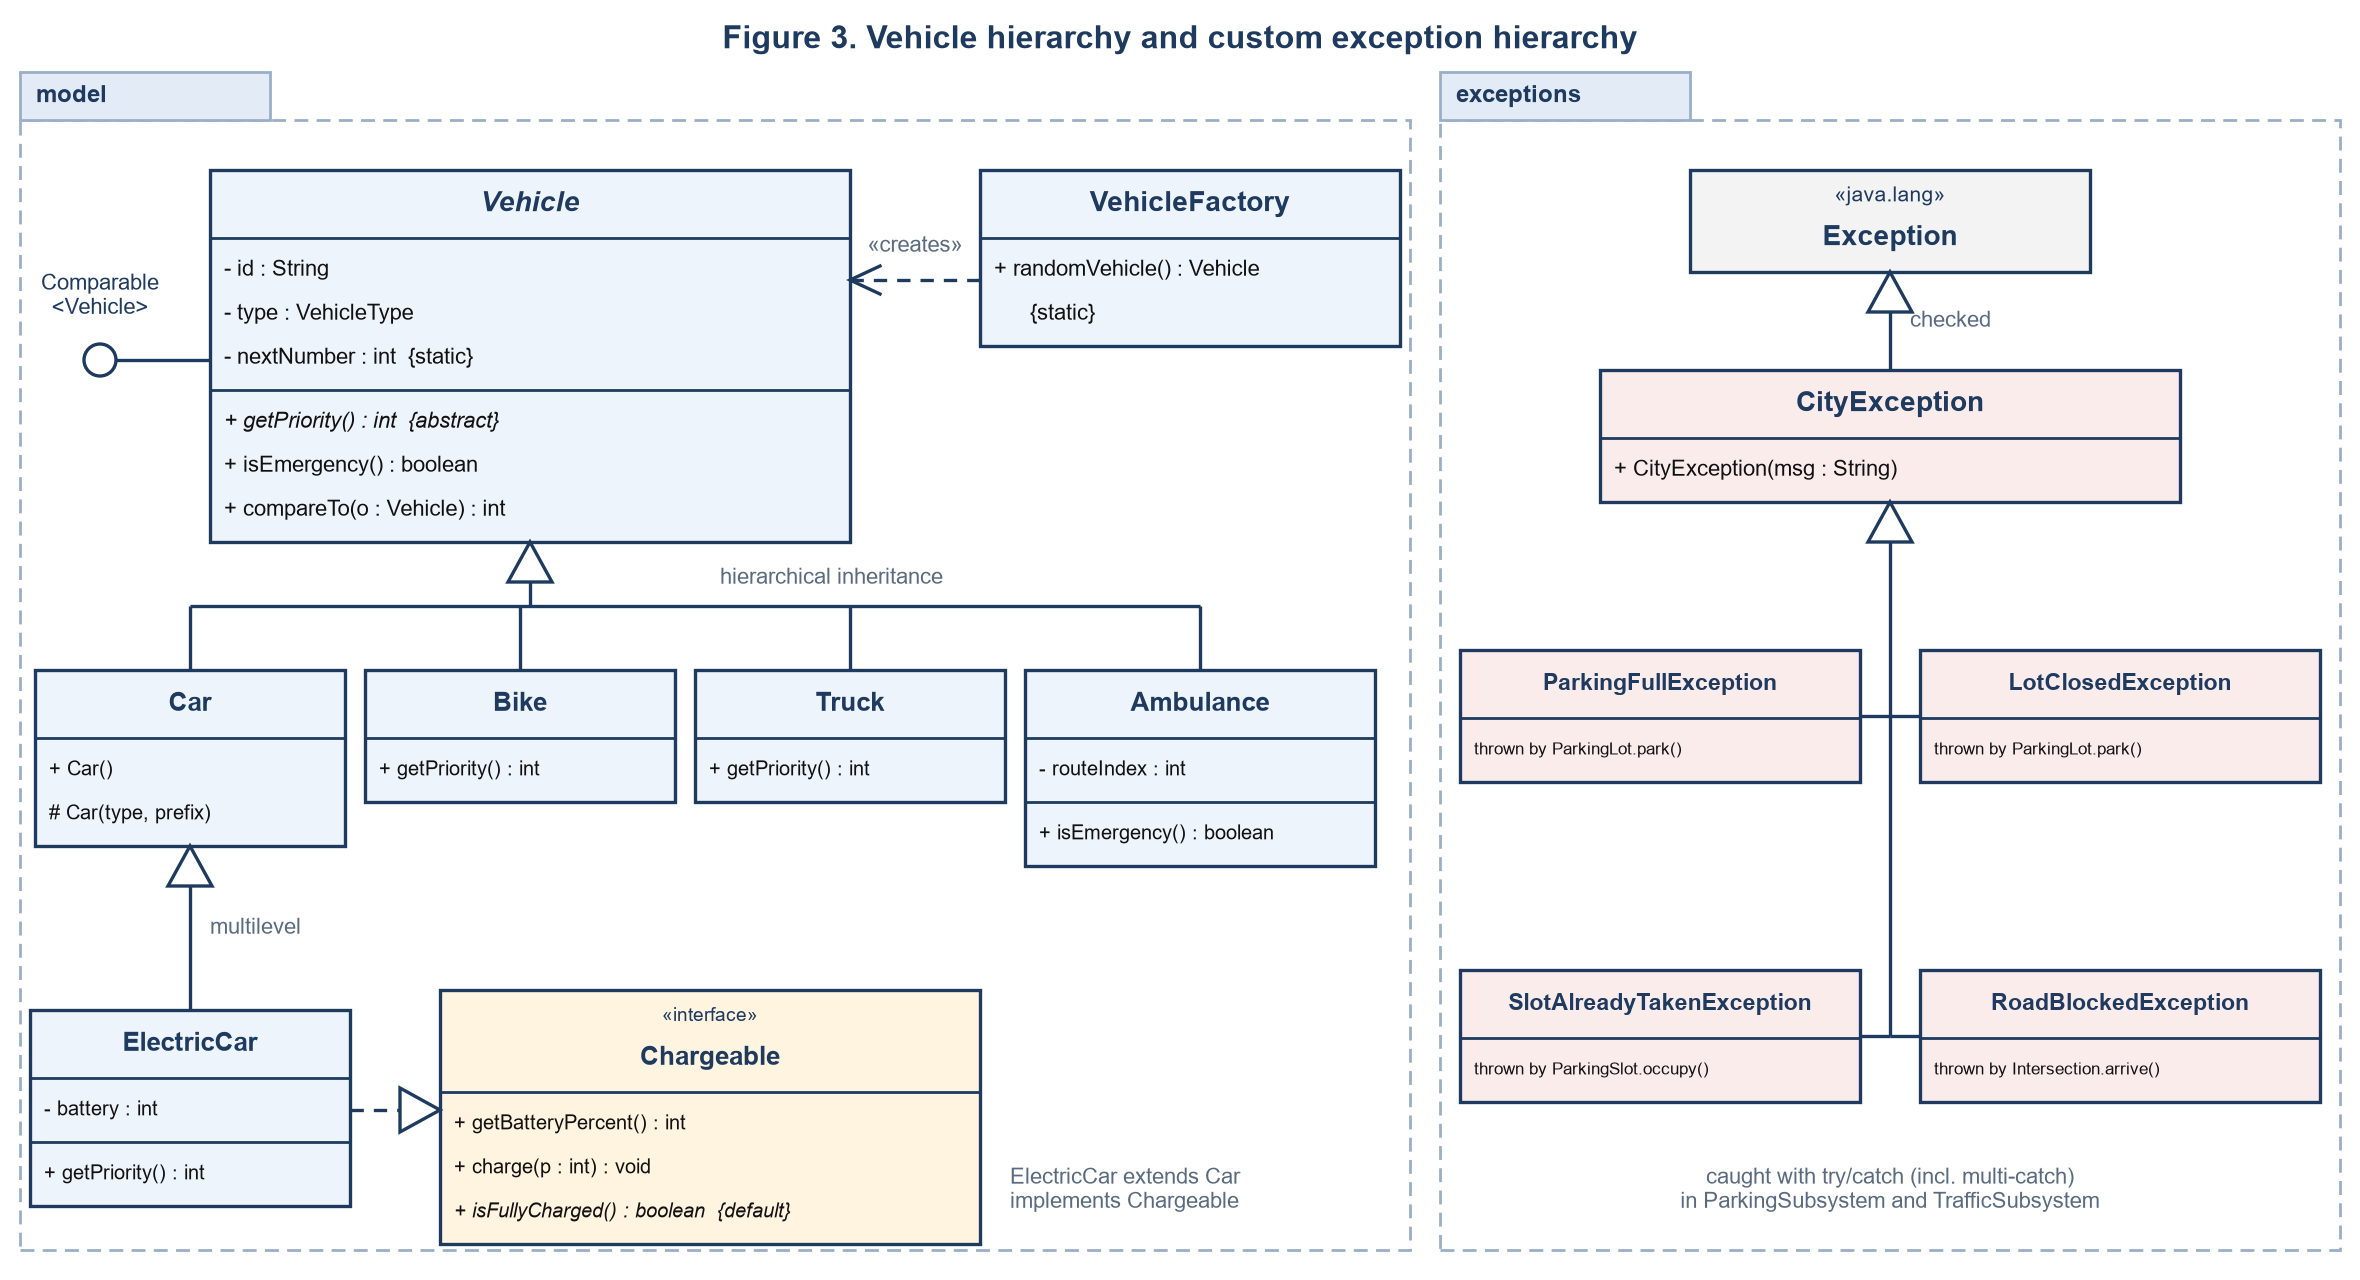 Figure 3. Vehicle hierarchy and custom exception hierarchy
model
Vehicle
- id : String
- type : VehicleType
- nextNumber : int {static}
+ getPriority() : int {abstract}
+ isEmergency() : boolean
+ compareTo(o : Vehicle) : int
Comparable
<Vehicle>
«creates»
VehicleFactory
+ randomVehicle() : Vehicle
{static}
hierarchical inheritance
Car
+ Car()
# Car(type, prefix)
Bike
+ getPriority() : int
Truck
+ getPriority() : int
Ambulance
- routeIndex : int
+ isEmergency() : boolean
multilevel
ElectricCar
- battery : int
+ getPriority() : int
«interface»
Chargeable
+ getBatteryPercent() : int
+ charge(p : int) : void
+ isFullyCharged() : boolean {default}
ElectricCar extends Car
implements Chargeable
exceptions
«java.lang»
Exception
checked
CityException
+ CityException(msg : String)
ParkingFullException
thrown by ParkingLot.park()
LotClosedException
thrown by ParkingLot.park()
SlotAlreadyTakenException
thrown by ParkingSlot.occupy()
RoadBlockedException
thrown by Intersection.arrive()
caught with try/catch (incl. multi-catch)
in ParkingSubsystem and TrafficSubsystem